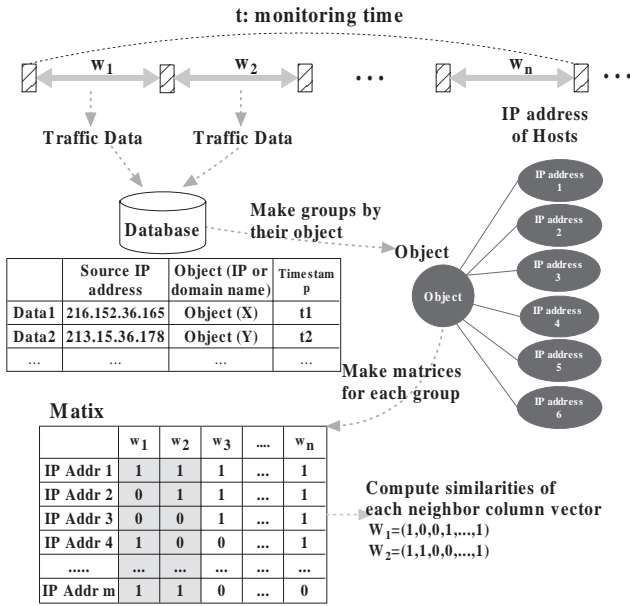 t: monitoring time
w1 w2 ... wn ...
Traffic Data Traffic Data
IP address
of Hosts
Database
Make groups by
their object
Object
Object
IP address
1
IP address
2
IP address
3
IP address
4
IP address
5
IP address
6
Source IP address Object (IP or domain name) Timestamp
Data1 216.152.36.165 Object (X) t1
Data2 213.15.36.178 Object (Y) t2
... ... ... ...
Make matrices
for each group
Matix
w1 w2 w3 .... wn
IP Addr 1 1 1 1 ... 1
IP Addr 2 0 1 1 ... 1
IP Addr 3 0 0 1 ... 1
IP Addr 4 1 0 0 ... 1
..... ... ... ... ... ...
IP Addr m 1 1 0 ... 0
Compute similarities of
each neighbor column vector
W1=(1,0,0,1,...,1)
W2=(1,1,0,0,...,1)